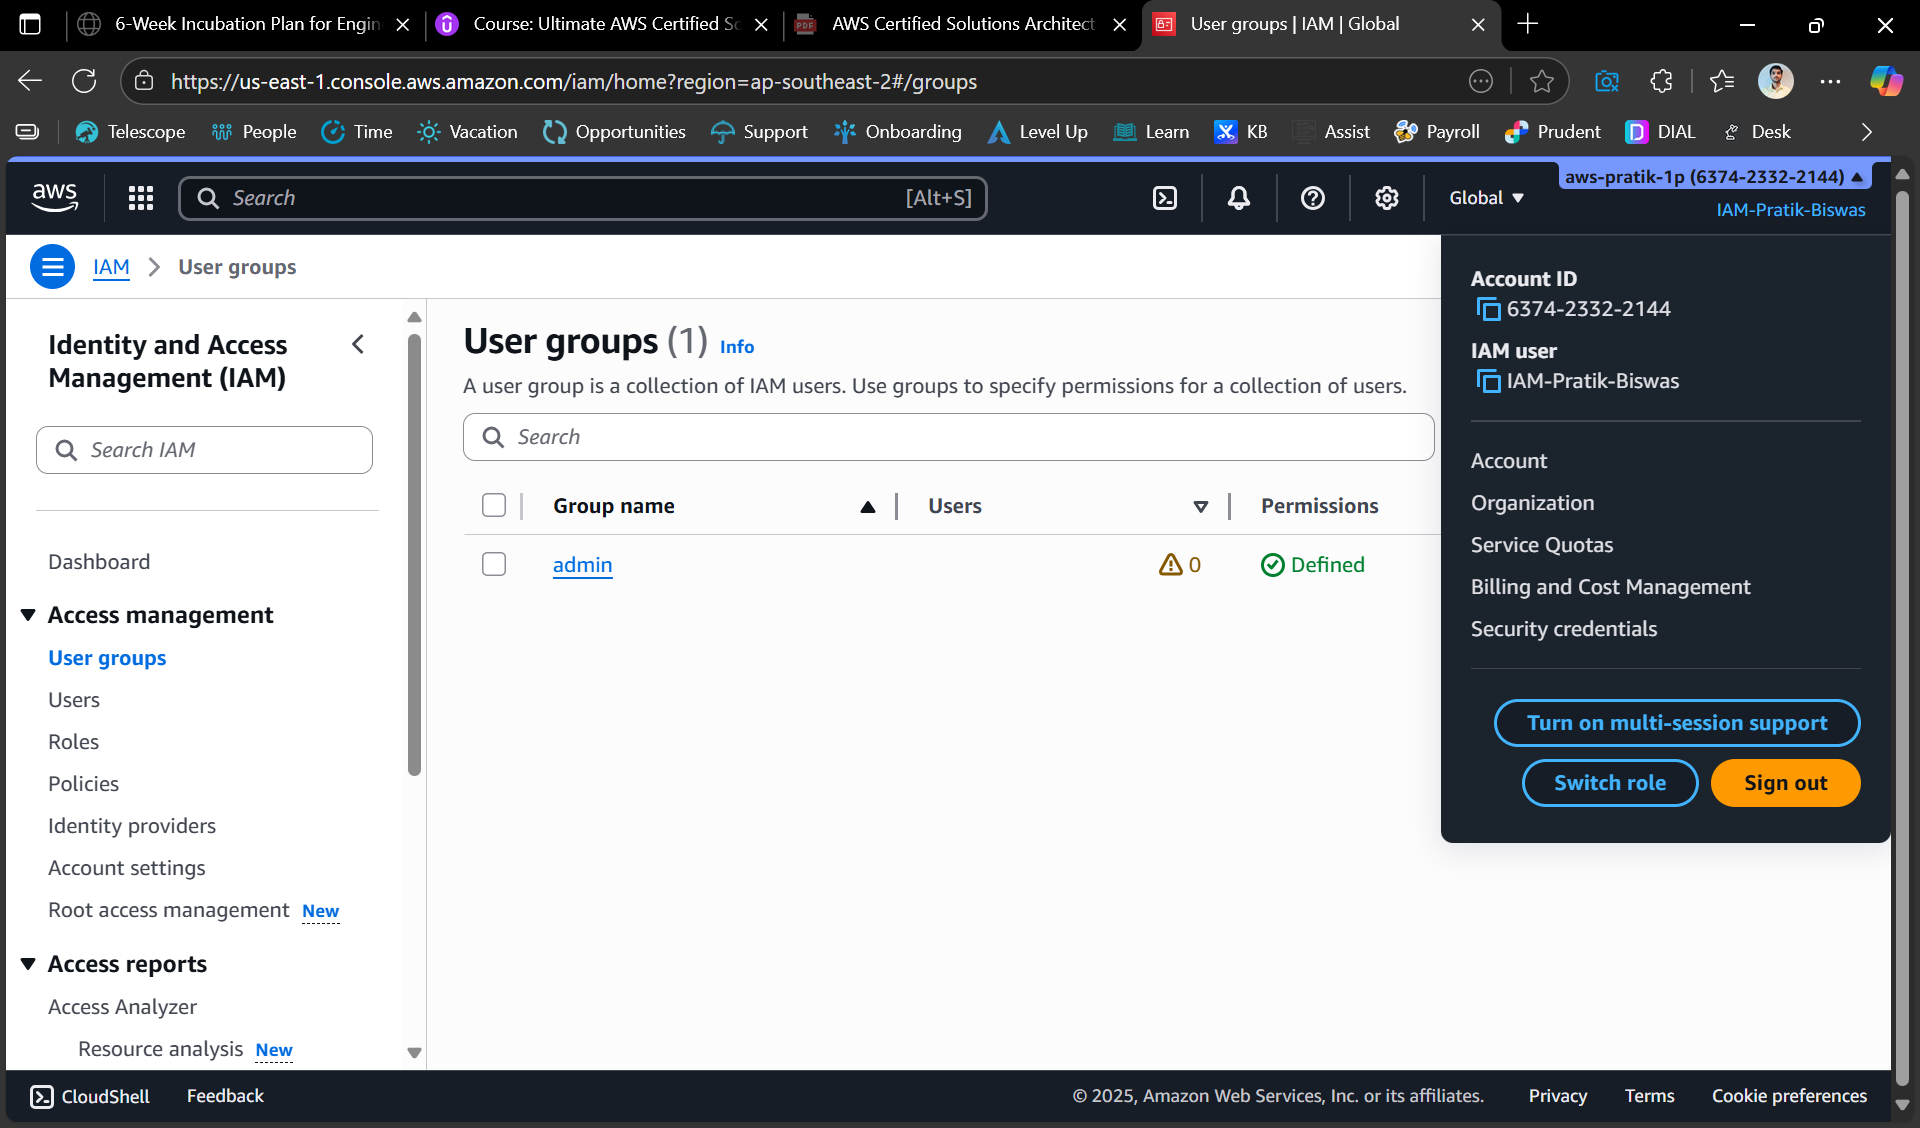 6-Week Incubation Plan for Engin
Course: Ultimate AWS Certified So
AWS Certified Solutions Architect
User groups | IAM | Global
https://us-east-1.console.aws.amazon.com/iam/home?region=ap-southeast-2#/groups
Telescope
People
Time
Vacation
Opportunities
Support
Onboarding
Level Up
Learn
KB
Assist
Payroll
Prudent
DIAL
Desk
aws
Search
[Alt+S]
Global
aws-pratik-1p (6374-2332-2144)
IAM-Pratik-Biswas
IAM
User groups
Identity and Access
Management (IAM)
Search IAM
Dashboard
Access management
User groups
Users
Roles
Policies
Identity providers
Account settings
Root access management New
Access reports
Access Analyzer
Resource analysis New
User groups (1) Info
A user group is a collection of IAM users. Use groups to specify permissions for a collection of users.
Search
Group name
Users
Permissions
admin
0
Defined
Account ID
6374-2332-2144
IAM user
IAM-Pratik-Biswas
Account
Organization
Service Quotas
Billing and Cost Management
Security credentials
Turn on multi-session support
Switch role
Sign out
CloudShell
Feedback
© 2025, Amazon Web Services, Inc. or its affiliates.
Privacy
Terms
Cookie preferences